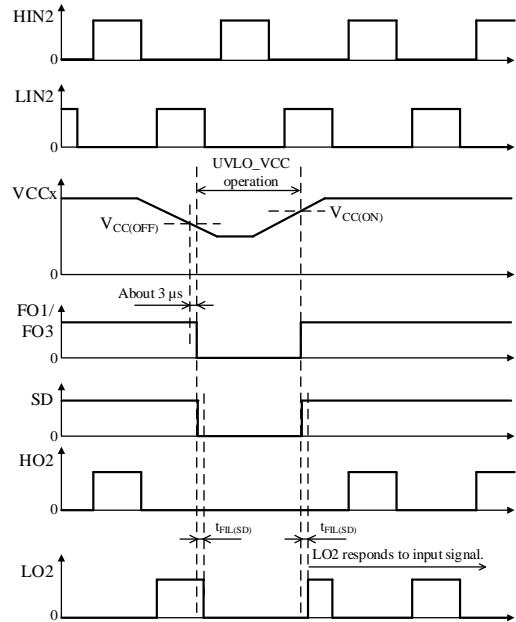 HIN2
0
LIN2
0
UVLO_VCC
operation
VCCx
VCC(OFF)
VCC(ON)
0
About 3 µs
FO1/
FO3
0
SD
0
HO2
0
tFIL(SD)
tFIL(SD)
LO2 responds to input signal.
LO2
0